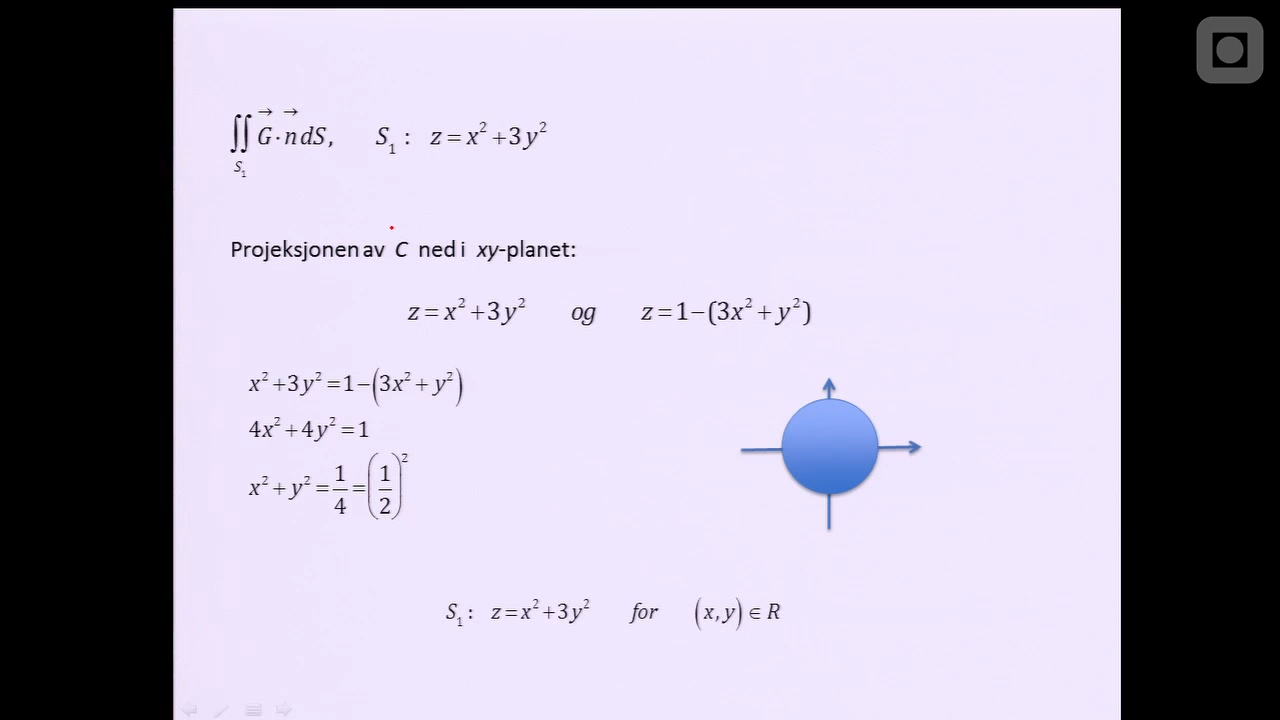 ∬_{S₁} G⃗ · n⃗ dS,    S₁ :  z = x² + 3y²
Projeksjonen av C ned i xy-planet:
z = x² + 3y²    og    z = 1 − (3x² + y²)
x² + 3y² = 1 − (3x² + y²)
4x² + 4y² = 1
x² + y² = 1/4 = (1/2)²
S₁ :  z = x² + 3y²    for    (x, y) ∈ R